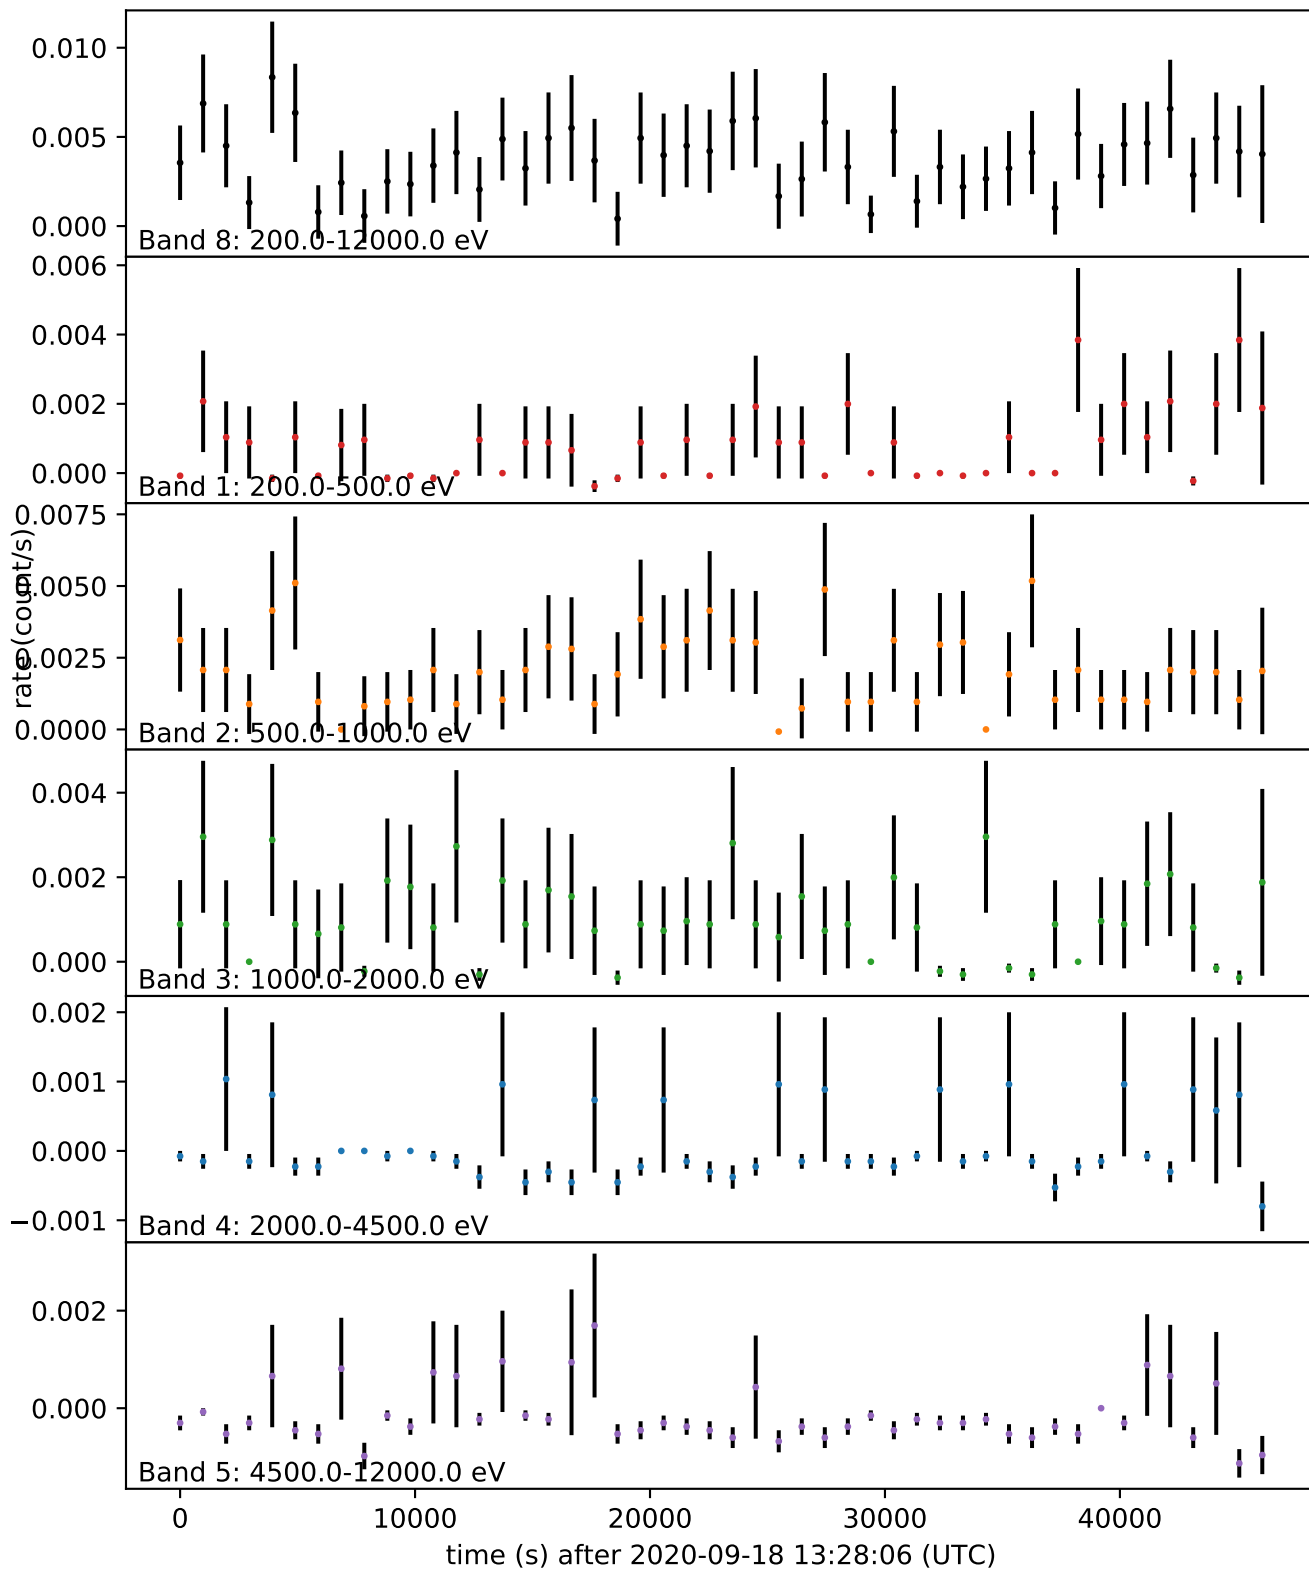 0.010
0.005
0.000
Band 8: 200.0-12000.0 eV
0.006
0.004
0.002
0.000
Band 1: 200.0-500.0 eV
rate (count/s)
0.0075
0.0050
0.0025
0.0000
Band 2: 500.0-1000.0 eV
0.004
0.002
0.000
Band 3: 1000.0-2000.0 eV
0.002
0.001
0.000
−0.001
Band 4: 2000.0-4500.0 eV
0.002
0.000
Band 5: 4500.0-12000.0 eV
0 10000 20000 30000 40000
time (s) after 2020-09-18 13:28:06 (UTC)